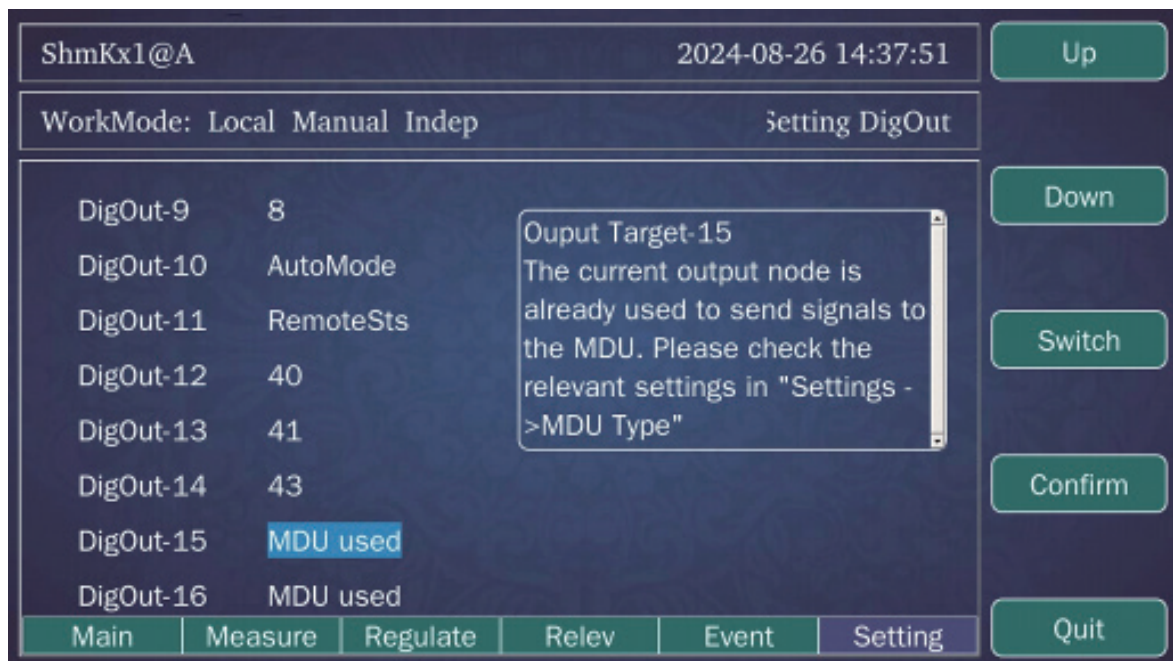 ShmKx1@A 2024-08-26 14:37:51
WorkMode: Local Manual Indep Setting DigOut
DigOut-9 8
DigOut-10 AutoMode
DigOut-11 RemoteSts
DigOut-12 40
DigOut-13 41
DigOut-14 43
DigOut-15 MDU used
DigOut-16 MDU used
Ouput Target-15
The current output node is
already used to send signals to
the MDU. Please check the
relevant settings in "Settings -
>MDU Type"
Main Measure Regulate Relev Event Setting
Up
Down
Switch
Confirm
Quit